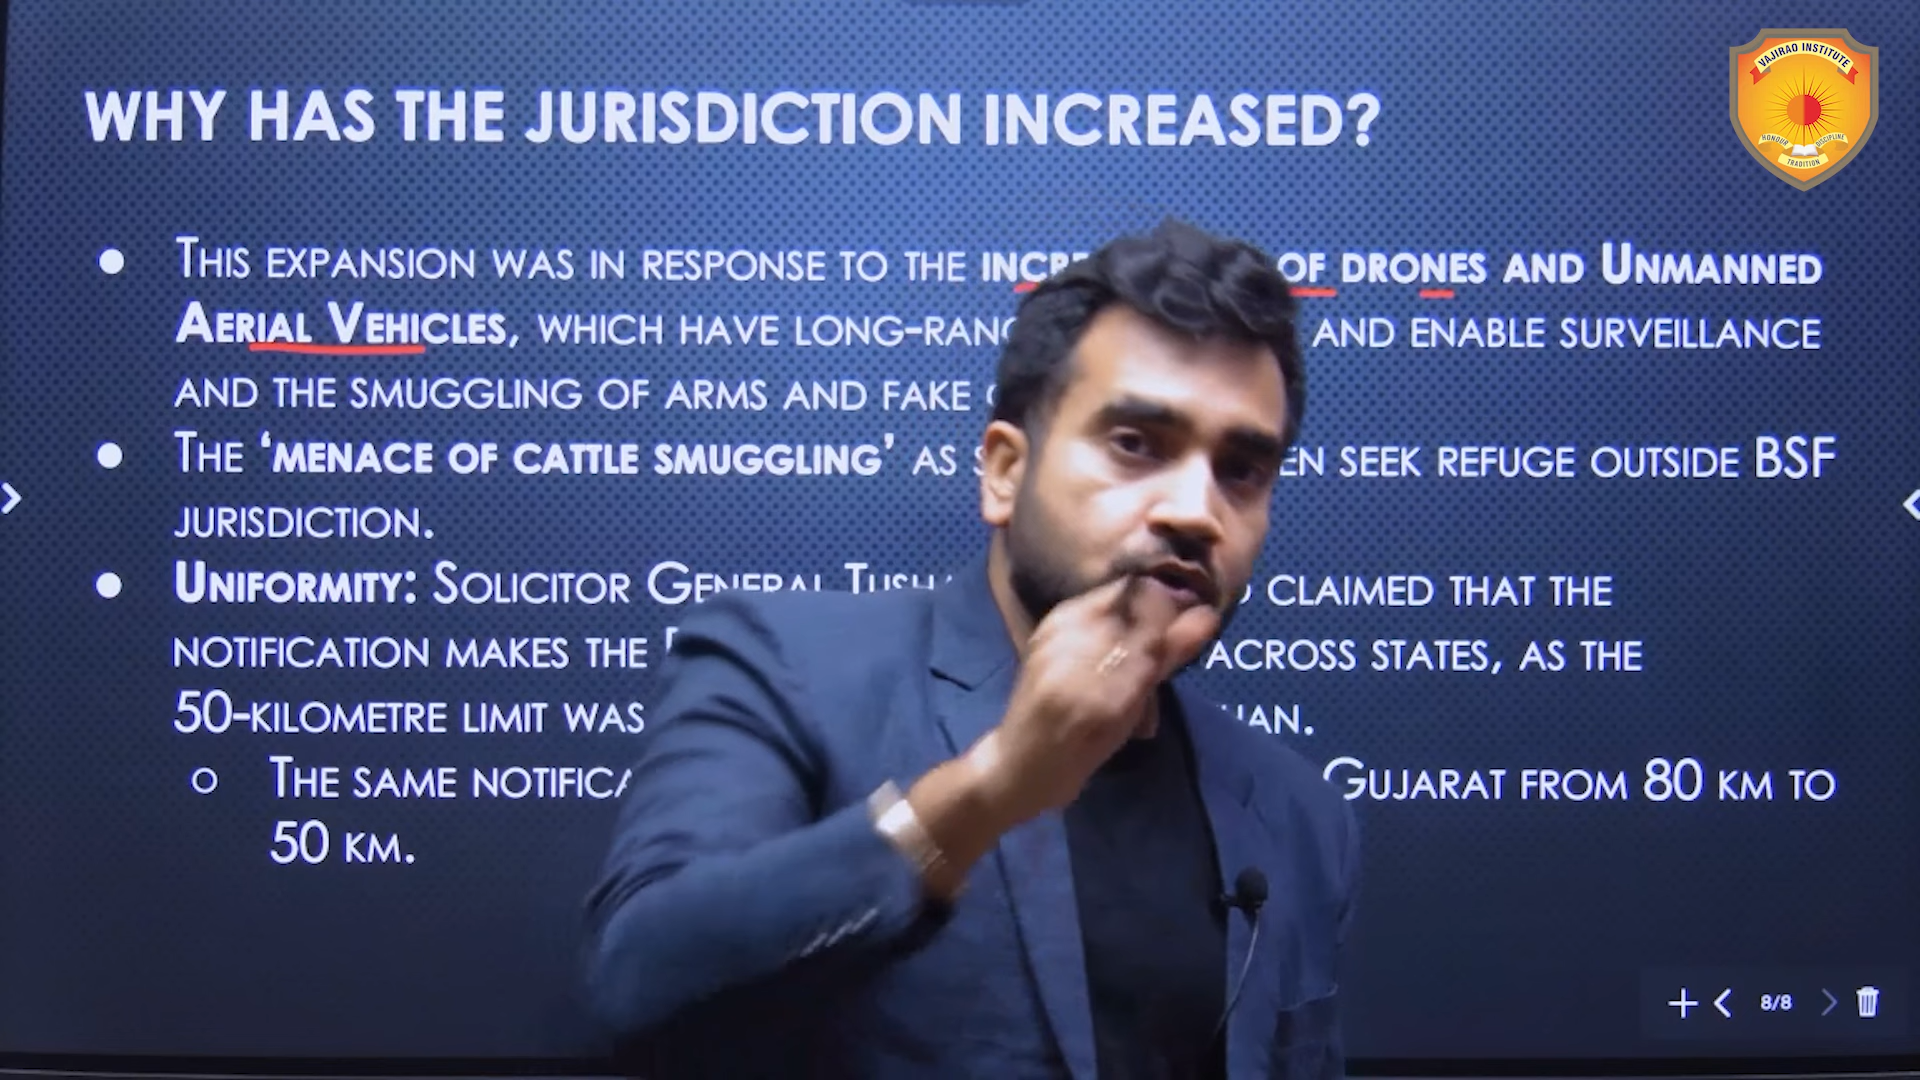 WHY HAS THE JURISDICTION INCREASED?
VAJIRAO INSTITUTE
HONOUR DISCIPLINE
TRADITION
THIS EXPANSION WAS IN RESPONSE TO THE OF DRONES AND UNMANNED
AERIAL VEHICLES, WHICH HAVE AND ENABLE SURVEILLANCE
AND THE SMUGGLING OF ARMS AND FAKE
THE ‘MENACE OF CATTLE SMUGGLING’ AS SEEK REFUGE OUTSIDE BSF
JURISDICTION.
UNIFORMITY: SOLICITOR GENERAL CLAIMED THAT THE
NOTIFICATION MAKES THE ACROSS STATES, AS THE
50-KILOMETRE LIMIT WAS
THE SAME GUJARAT FROM 80 KM TO
50 KM.
8/8